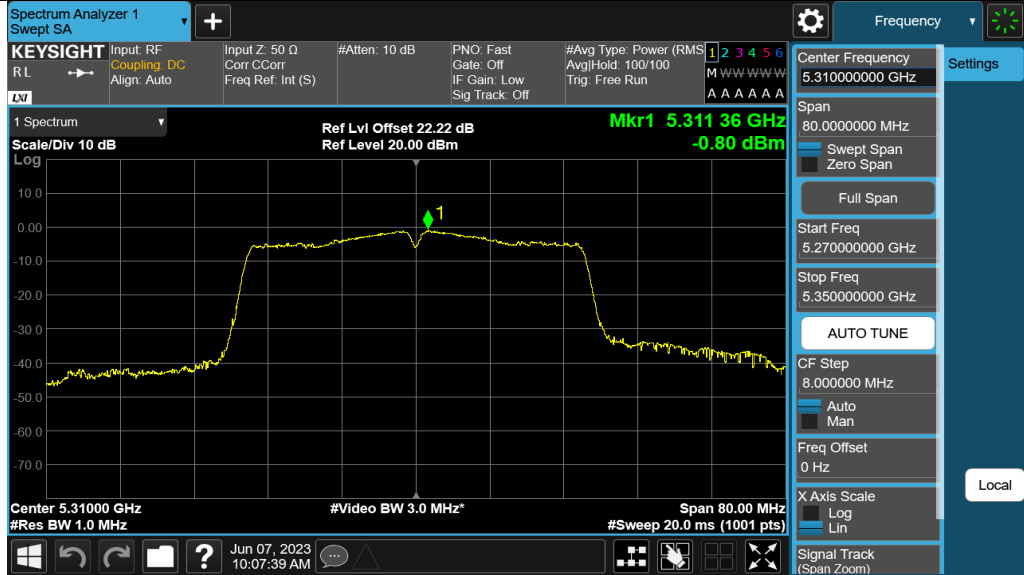 Spectrum Analyzer 1
Swept SA
+
Frequency
KEYSIGHT
R L
LXI
Input: RF
Coupling: DC
Align: Auto
Input Z: 50 Ω
Corr CCorr
Freq Ref: Int (S)
#Atten: 10 dB
PNO: Fast
Gate: Off
IF Gain: Low
Sig Track: Off
#Avg Type: Power (RMS
Avg|Hold: 100/100
Trig: Free Run
1 2 3 4 5 6
M W W W W W
A A A A A A
Center Frequency
5.310000000 GHz
Settings
Span
80.0000000 MHz
Swept Span
Zero Span
Full Span
Start Freq
5.270000000 GHz
Stop Freq
5.350000000 GHz
AUTO TUNE
CF Step
8.000000 MHz
Auto
Man
Freq Offset
0 Hz
X Axis Scale
Log
Lin
Local
Signal Track
(Span Zoom)
1 Spectrum
Scale/Div 10 dB
Log
Ref Lvl Offset 22.22 dB
Ref Level 20.00 dBm
Mkr1 5.311 36 GHz
-0.80 dBm
10.0
0.00
-10.0
-20.0
-30.0
-40.0
-50.0
-60.0
-70.0
1
Center 5.31000 GHz
#Res BW 1.0 MHz
#Video BW 3.0 MHz*
Span 80.00 MHz
#Sweep 20.0 ms (1001 pts)
?
Jun 07, 2023
10:07:39 AM